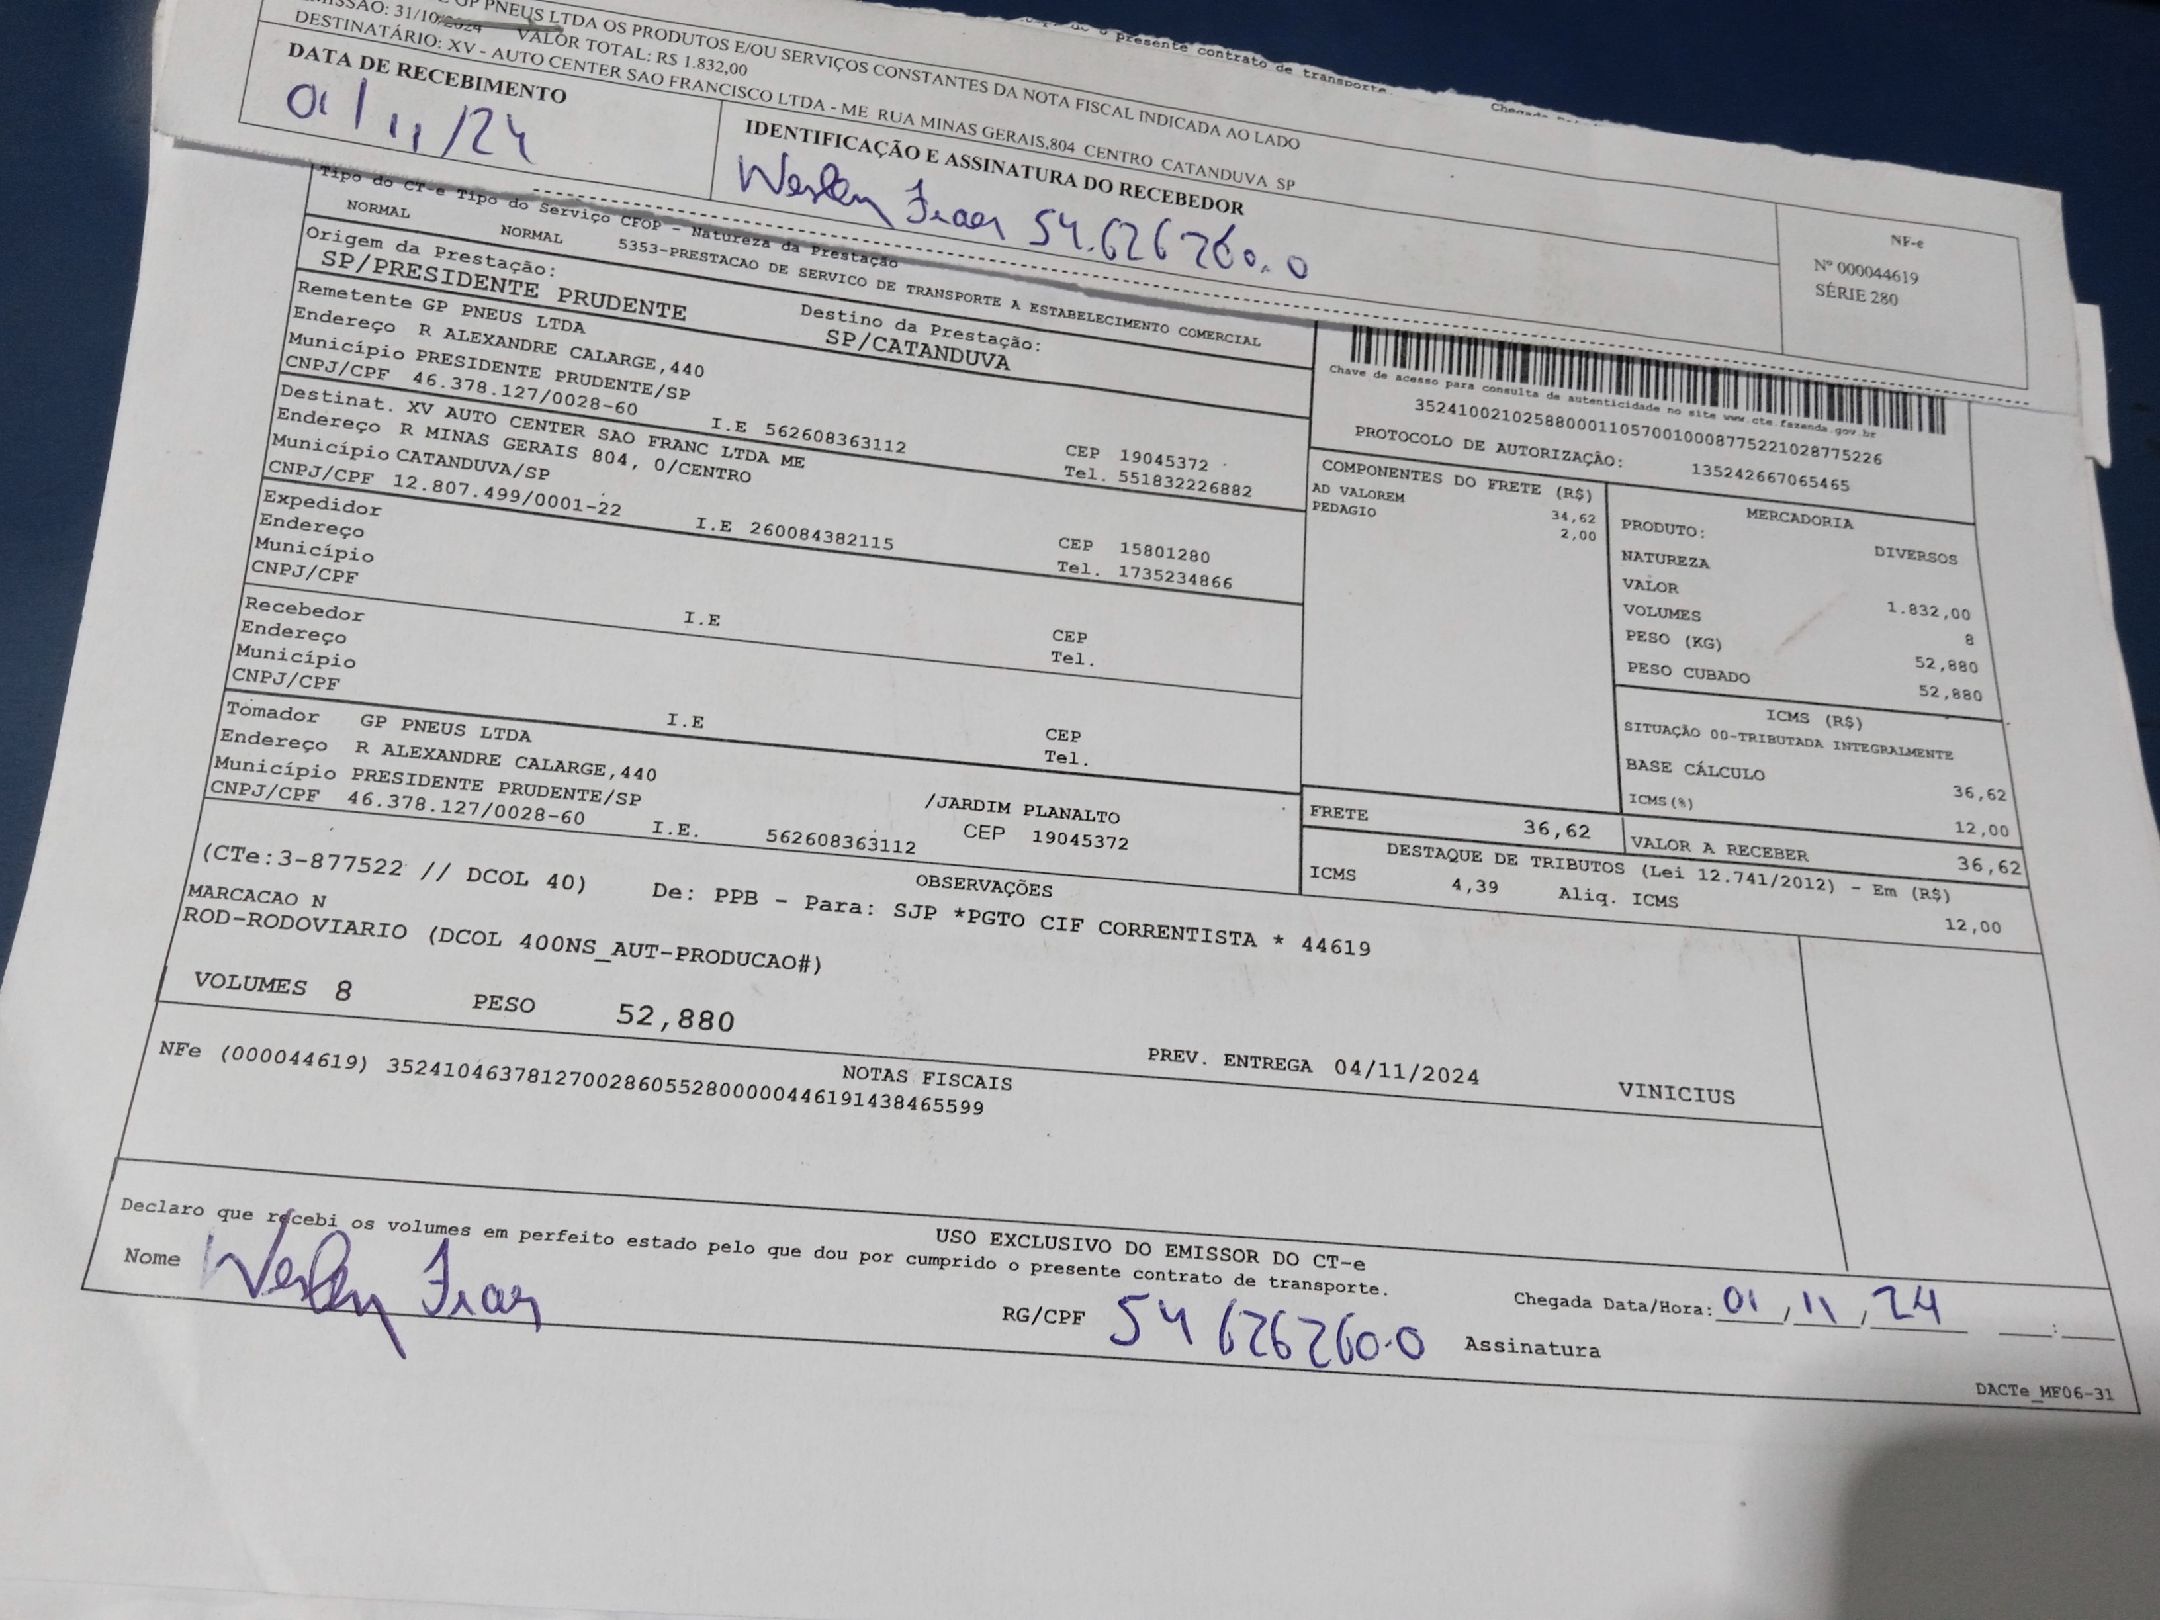 GP PNEUS LTDA OS PRODUTOS E/OU SERVIÇOS CONSTANTES DA NOTA FISCAL INDICADA AO LADO
31/10/2024 VALOR TOTAL: R$ 1.832,00
DESTINATÁRIO: XV - AUTO CENTER SAO FRANCISCO LTDA - ME RUA MINAS GERAIS,804 CENTRO CATANDUVA SP
o presente contrato de transporte.
DATA DE RECEBIMENTO
01/11/24
IDENTIFICAÇÃO E ASSINATURA DO RECEBEDOR
54.626260.0
NF-e
Nº 000044619
SÉRIE 280
Tipo do CT-e Tipo do Serviço CFOP - Natureza da Prestação
NORMAL NORMAL 5353-PRESTACAO DE SERVICO DE TRANSPORTE A ESTABELECIMENTO COMERCIAL
Origem da Prestação: Destino da Prestação:
SP/PRESIDENTE PRUDENTE SP/CATANDUVA
Remetente GP PNEUS LTDA
Endereço R ALEXANDRE CALARGE,440
Município PRESIDENTE PRUDENTE/SP CEP 19045372
CNPJ/CPF 46.378.127/0028-60 I.E 562608363112 Tel. 551832226882
Destinat. XV AUTO CENTER SAO FRANC LTDA ME
Endereço R MINAS GERAIS 804, 0/CENTRO
Município CATANDUVA/SP CEP 15801280
CNPJ/CPF 12.807.499/0001-22 I.E 260084382115 Tel. 1735234866
Expedidor
Endereço
Município CEP
CNPJ/CPF I.E Tel.
Recebedor
Endereço
Município CEP
CNPJ/CPF I.E Tel.
Tomador GP PNEUS LTDA
Endereço R ALEXANDRE CALARGE,440 /JARDIM PLANALTO
Município PRESIDENTE PRUDENTE/SP CEP 19045372
CNPJ/CPF 46.378.127/0028-60 I.E. 562608363112
Chave de acesso para consulta de autenticidade no site www.cte.fazenda.gov.br
35241002102588000110570010008775221028775226
PROTOCOLO DE AUTORIZAÇÃO: 135242667065465
COMPONENTES DO FRETE (R$)
AD VALOREM 34,62
PEDAGIO 2,00
MERCADORIA
PRODUTO: DIVERSOS
NATUREZA
VALOR 1.832,00
VOLUMES 8
PESO (KG) 52,880
PESO CUBADO 52,880
ICMS (R$)
SITUAÇÃO 00-TRIBUTADA INTEGRALMENTE
BASE CÁLCULO 36,62
ICMS(%) 12,00
FRETE 36,62 VALOR A RECEBER 36,62
DESTAQUE DE TRIBUTOS (Lei 12.741/2012) - Em (R$)
ICMS 4,39 Aliq. ICMS 12,00
OBSERVAÇÕES
(CTe:3-877522 // DCOL 40) De: PPB - Para: SJP *PGTO CIF CORRENTISTA * 44619
MARCACAO N
ROD-RODOVIARIO (DCOL 400NS_AUT-PRODUCAO#)
VOLUMES 8 PESO 52,880 PREV. ENTREGA 04/11/2024 VINICIUS
NOTAS FISCAIS
NFe (000044619) 35241046378127002860552800000446191438465599
USO EXCLUSIVO DO EMISSOR DO CT-e
Declaro que recebi os volumes em perfeito estado pelo que dou por cumprido o presente contrato de transporte.
Chegada Data/Hora: 01/11/24 :
Nome RG/CPF 54 626260.0 Assinatura
DACTe_MF06-31